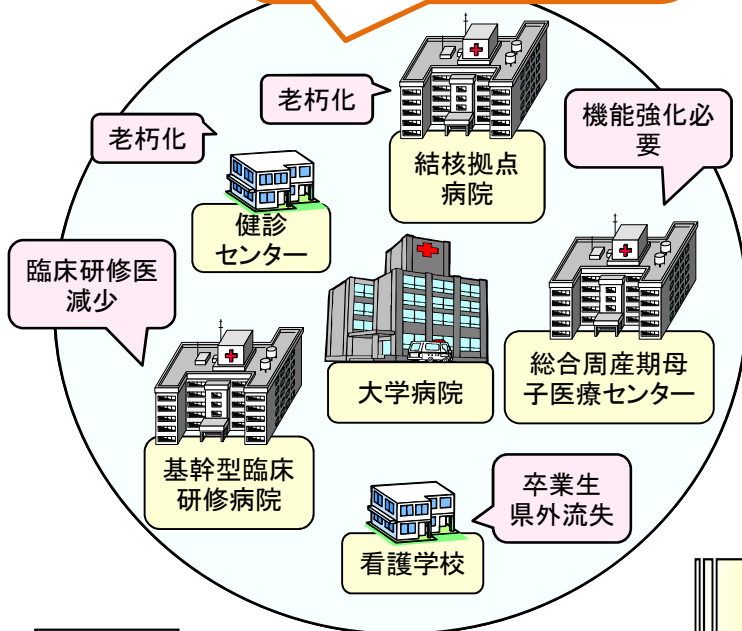 老朽化
結核拠点
病院
機能強化必
要
老朽化
健診
センター
臨床研修医
減少
大学病院
総合周産期母
子医療センター
基幹型臨床
研修病院
卒業生
県外流失
看護学校